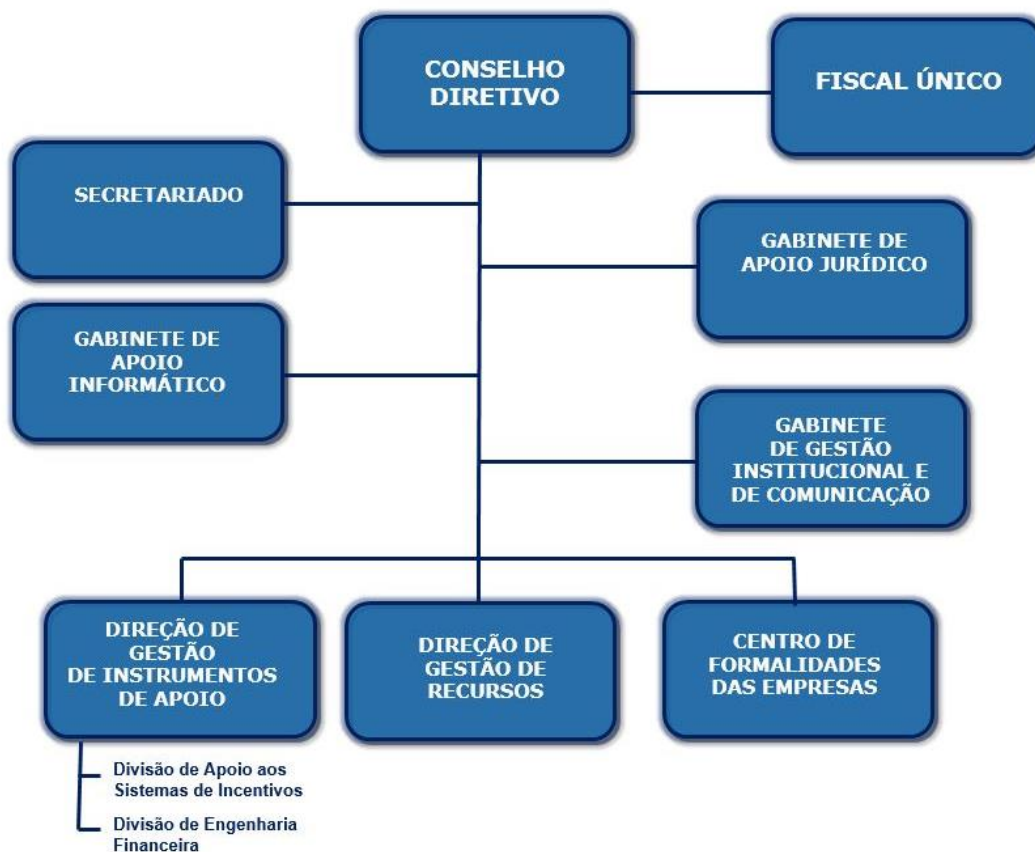 CONSELHO
DIRETIVO
FISCAL ÚNICO
SECRETARIADO
GABINETE DE
APOIO JURÍDICO
GABINETE DE
APOIO
INFORMÁTICO
GABINETE
DE GESTÃO
INSTITUCIONAL E
DE COMUNICAÇÃO
DIREÇÃO DE
GESTÃO
DE INSTRUMENTOS
DE APOIO
DIREÇÃO DE
GESTÃO DE
RECURSOS
CENTRO DE
FORMALIDADES
DAS EMPRESAS
Divisão de Apoio aos
Sistemas de Incentivos
Divisão de Engenharia
Financeira